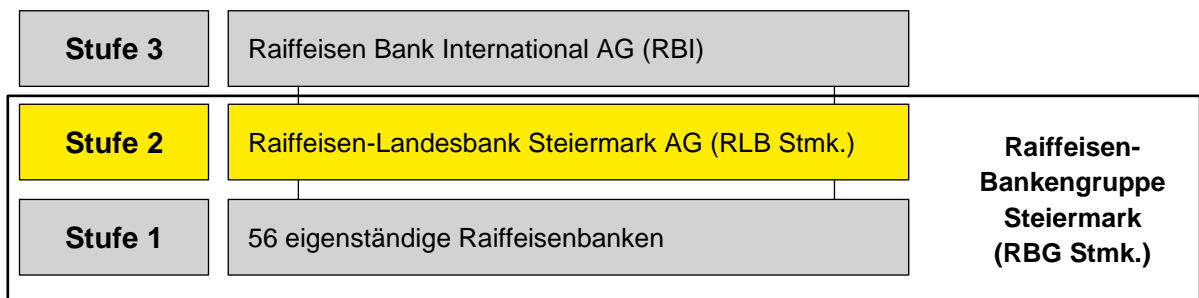 Stufe 3
Raiffeisen Bank International AG (RBI)
Stufe 2
Raiffeisen-Landesbank Steiermark AG (RLB Stmk.)
Stufe 1
56 eigenständige Raiffeisenbanken
Raiffeisen-
Bankengruppe
Steiermark
(RBG Stmk.)